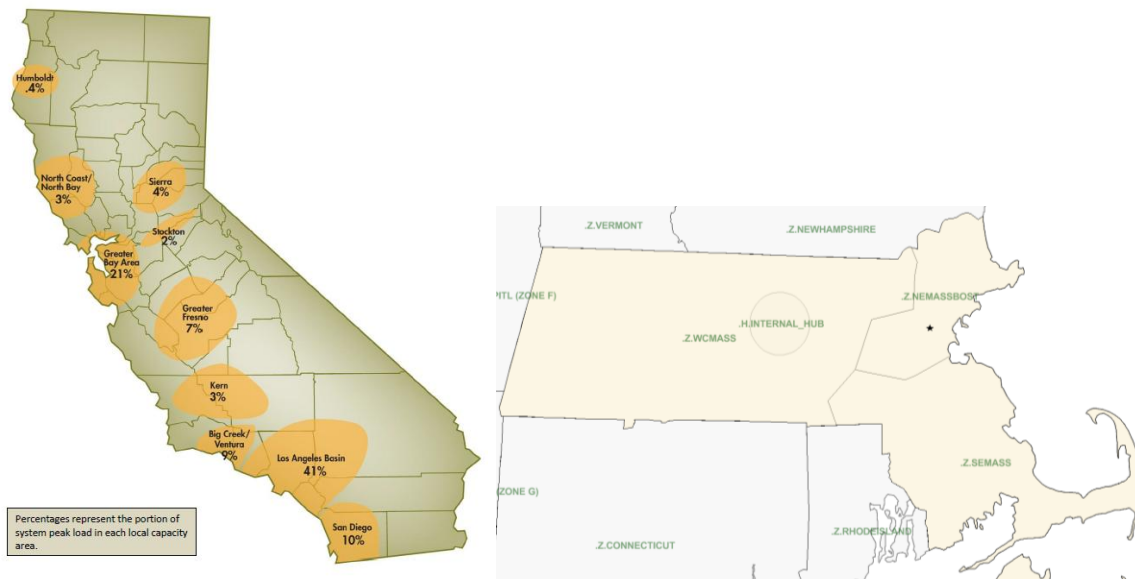 Humboldt
.4%
North Coast/
North Bay
3%
Sierra
4%
Stockton
2%
Greater
Bay Area
21%
Greater
Fresno
7%
Kern
3%
Big Creek/
Ventura
9%
Los Angeles Basin
41%
San Diego
10%
Percentages represent the portion of
system peak load in each local capacity
area.
.Z.VERMONT
.Z.NEWHAMPSHIRE
PITL (ZONE F)
.Z.NEMASSBOST
.H.INTERNAL_HUB
.Z.WCMASS
.Z.SEMASS
(ZONE G)
.Z.RHODEISLAND
.Z.CONNECTICUT